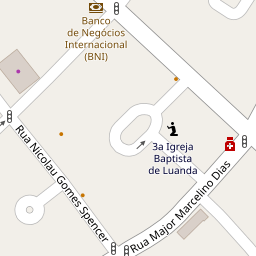 Banco
de Negócios
Internacional
(BNI)
3a Igreja
Baptista
de Luanda
Rua Nicolau Gomes Spencer
Rua Major Marcelino Dias